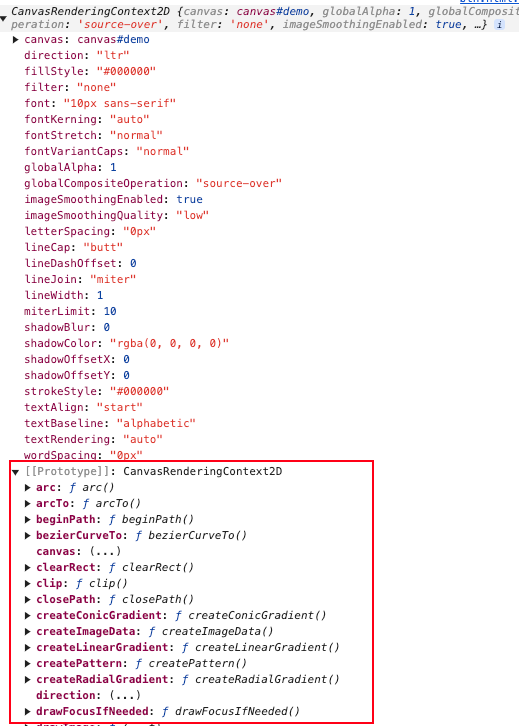 CanvasRenderingContext2D {canvas: canvas#demo, globalAlpha: 1, globalComposit
peration: 'source-over', filter: 'none', imageSmoothingEnabled: true, …} i
canvas: canvas#demo
direction: "ltr"
fillStyle: "#000000"
filter: "none"
font: "10px sans-serif"
fontKerning: "auto"
fontStretch: "normal"
fontVariantCaps: "normal"
globalAlpha: 1
globalCompositeOperation: "source-over"
imageSmoothingEnabled: true
imageSmoothingQuality: "low"
letterSpacing: "0px"
lineCap: "butt"
lineDashOffset: 0
lineJoin: "miter"
lineWidth: 1
miterLimit: 10
shadowBlur: 0
shadowColor: "rgba(0, 0, 0, 0)"
shadowOffsetX: 0
shadowOffsetY: 0
strokeStyle: "#000000"
textAlign: "start"
textBaseline: "alphabetic"
textRendering: "auto"
wordSpacing: "0px"
[[Prototype]]: CanvasRenderingContext2D
arc: ƒ arc()
arcTo: ƒ arcTo()
beginPath: ƒ beginPath()
bezierCurveTo: ƒ bezierCurveTo()
canvas: (...)
clearRect: ƒ clearRect()
clip: ƒ clip()
closePath: ƒ closePath()
createConicGradient: ƒ createConicGradient()
createImageData: ƒ createImageData()
createLinearGradient: ƒ createLinearGradient()
createPattern: ƒ createPattern()
createRadialGradient: ƒ createRadialGradient()
direction: (...)
drawFocusIfNeeded: ƒ drawFocusIfNeeded()